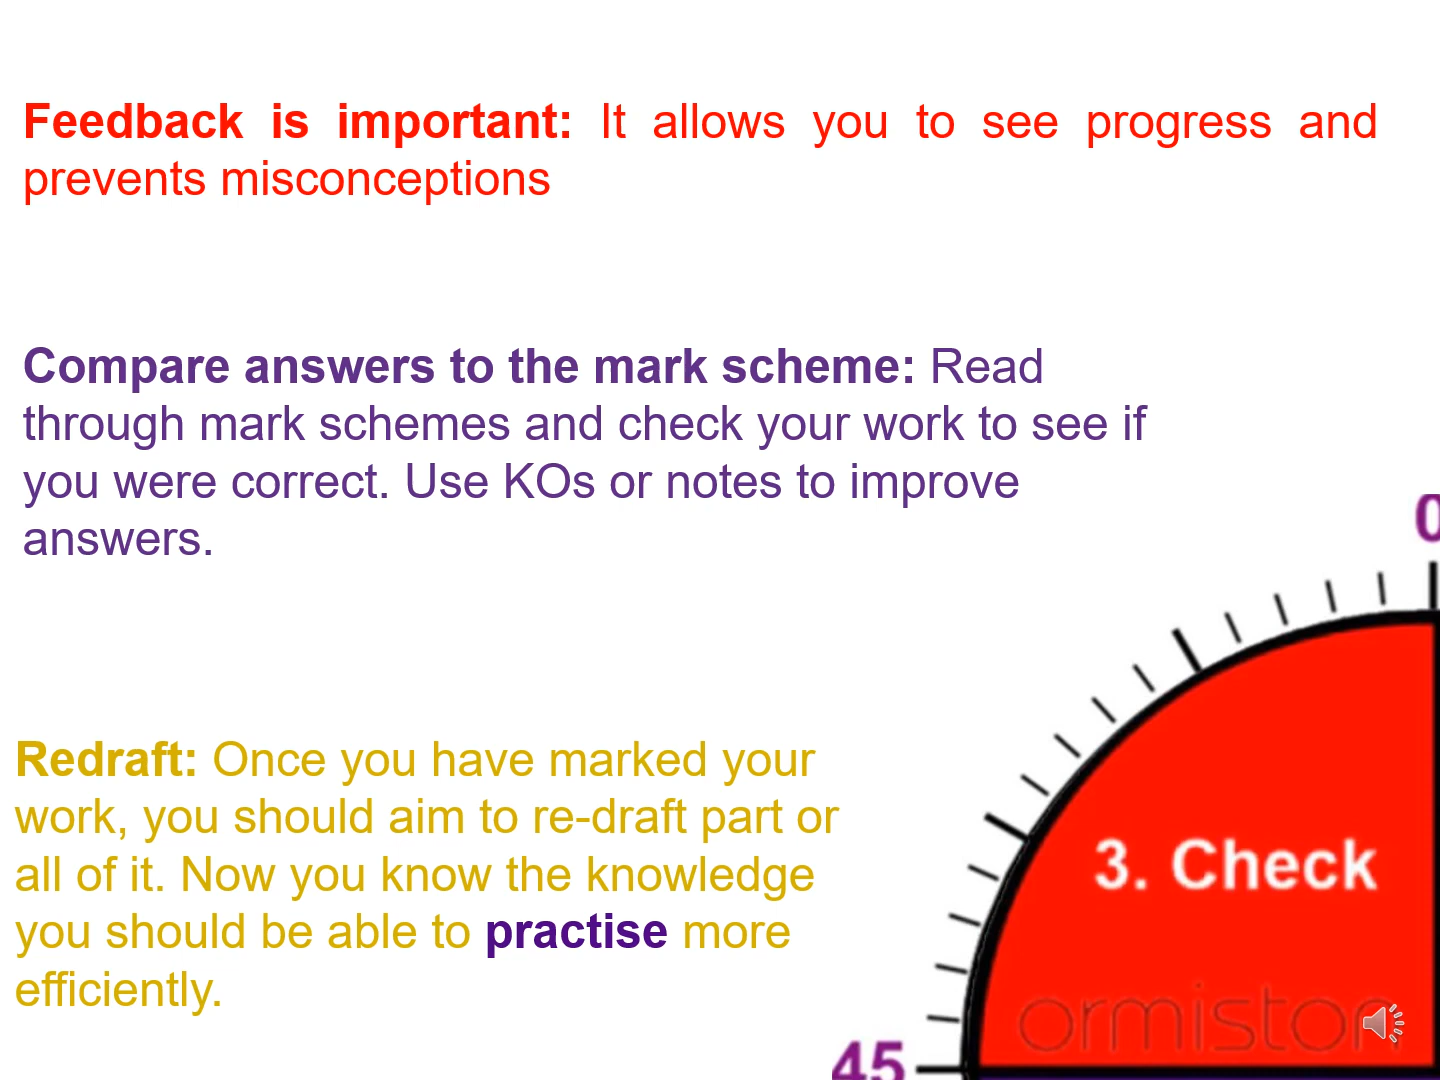 Feedback is important: It allows you to see progress and
prevents misconceptions
Compare answers to the mark scheme: Read
through mark schemes and check your work to see if
you were correct. Use KOs or notes to improve
answers.
Redraft: Once you have marked your
work, you should aim to re-draft part or
all of it. Now you know the knowledge
you should be able to practise more
efficiently.
0
3. Check
ormiston
45